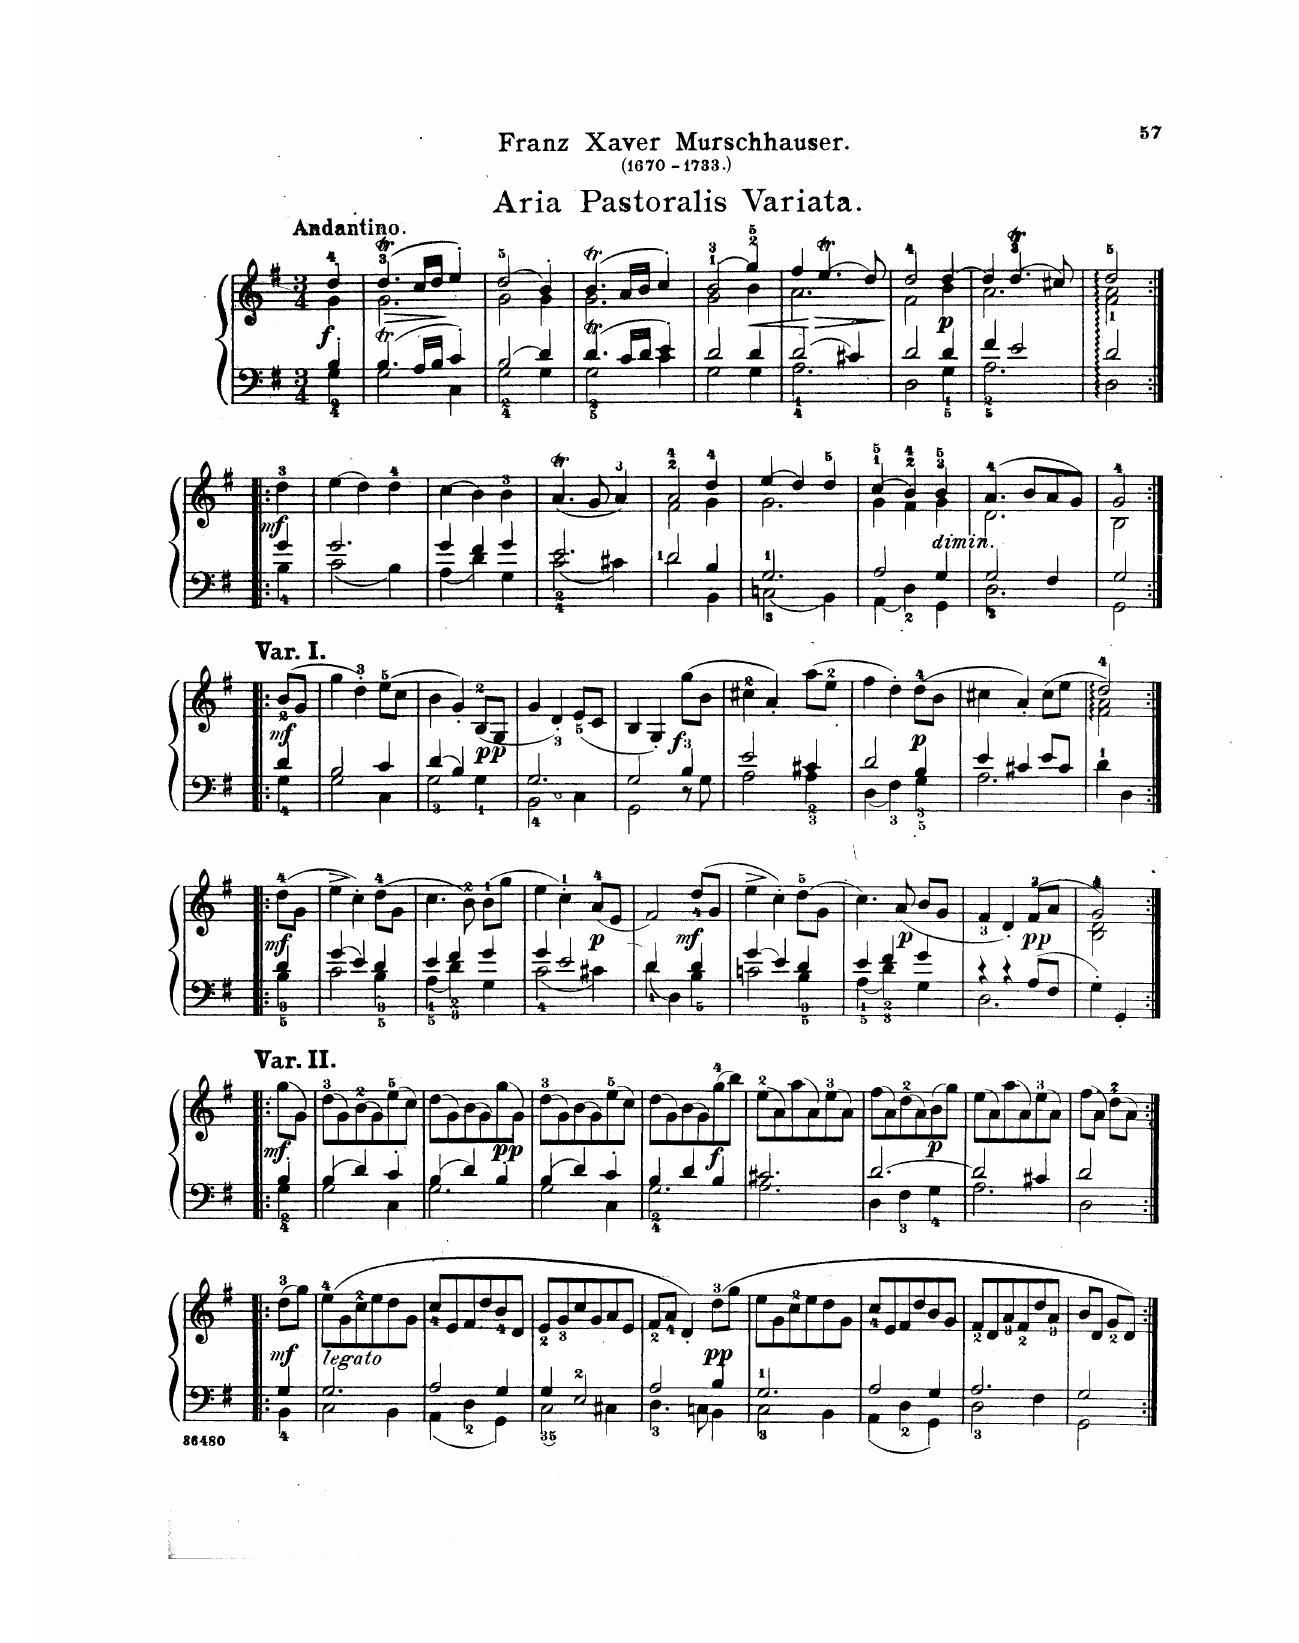 57
Franz Xaver Murschhauser.
(1670 - 1733.)
Aria Pastoralis Variata.
Andantino.
f
p
mf
dimin.
Var. I.
mf
pp
f
p
mf
p
mf
p
pp
Var. II.
mf
pp
f
p
mf
legato
pp
36480